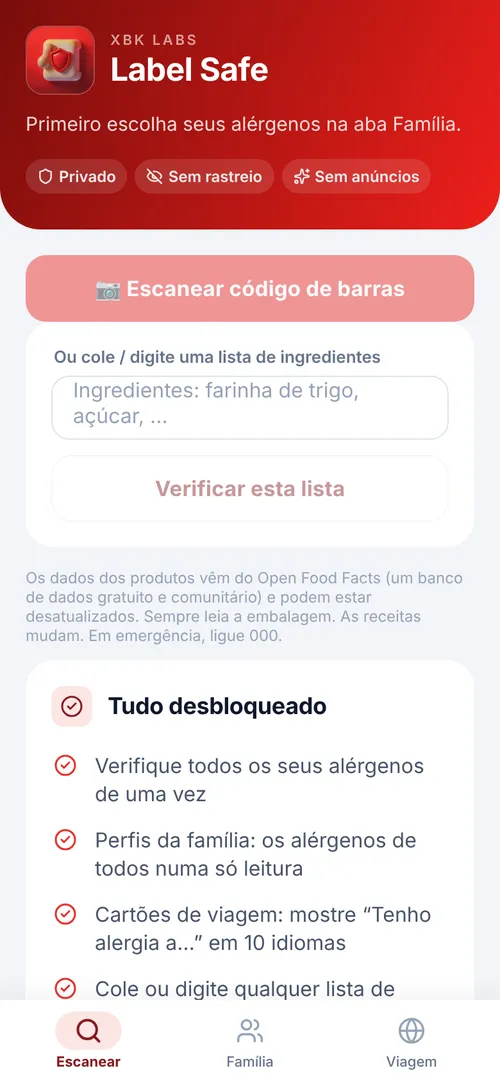 XBK LABS
Label Safe
Primeiro escolha seus alérgenos na aba Família.
Privado
Sem rastreio
Sem anúncios
📷 Escanear código de barras
Ou cole / digite uma lista de ingredientes
Ingredientes: farinha de trigo,
açúcar, ...
Verificar esta lista
Os dados dos produtos vêm do Open Food Facts (um banco
de dados gratuito e comunitário) e podem estar
desatualizados. Sempre leia a embalagem. As receitas
mudam. Em emergência, ligue 000.
Tudo desbloqueado
Verifique todos os seus alérgenos
de uma vez
Perfis da família: os alérgenos de
todos numa só leitura
Cartões de viagem: mostre “Tenho
alergia a…” em 10 idiomas
Cole ou digite qualquer lista de
Escanear
Família
Viagem